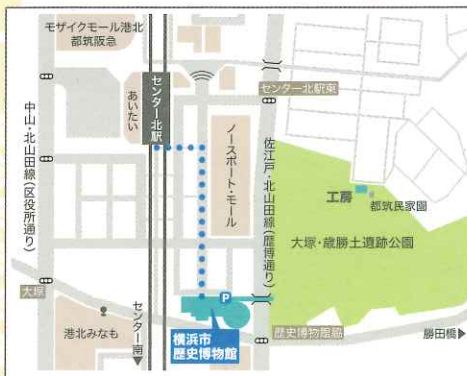 モザイクモール港北
都筑阪急
あいたい
センター北駅
センター北駅東
中山・北山田線(区役所通り)
ノースポート・モール
佐江戸・北山田線(歴博通り)
工房
都筑民家園
大塚・歳勝土遺跡公園
大塚
P
港北みなも
センター南
横浜市
歴史博物館
歴史博物館脇
勝田橋